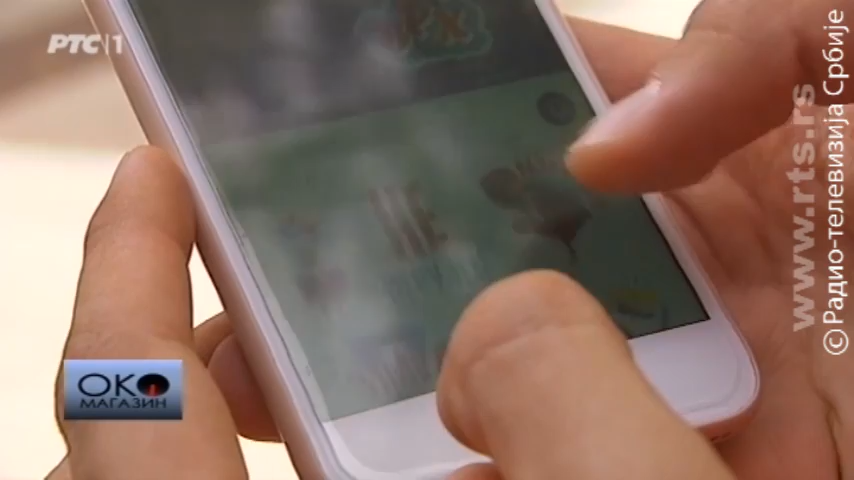 РТС 1
ОКО
МАГАЗИН
www.rts.rs
© Радио-телевизија Србије